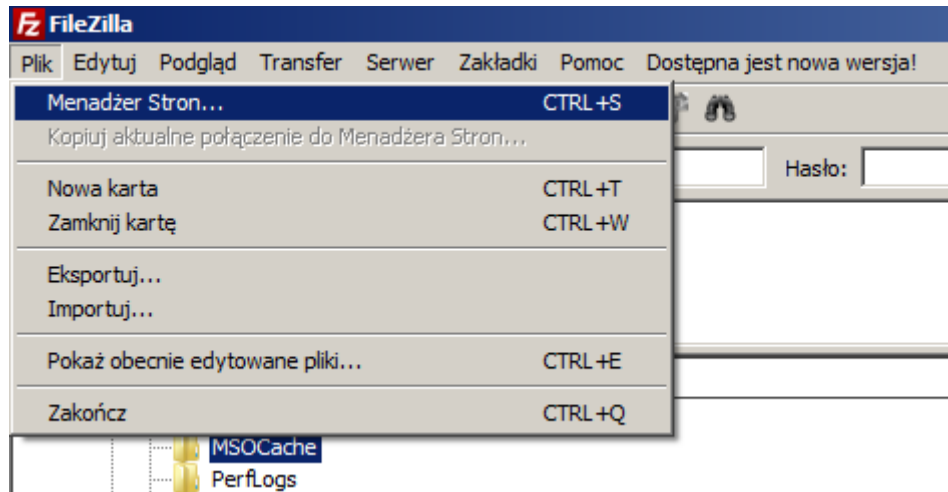 Fz FileZilla
Plik Edytuj Podgląd Transfer Serwer Zakładki Pomoc Dostępna jest nowa wersja!
Menadżer Stron... CTRL+S
Kopiuj aktualne połączenie do Menadżera Stron...
Hasło:
Nowa karta CTRL+T
Zamknij kartę CTRL+W
Eksportuj...
Importuj...
Pokaż obecnie edytowane pliki... CTRL+E
Zakończ CTRL+Q
MSOCache
PerfLogs